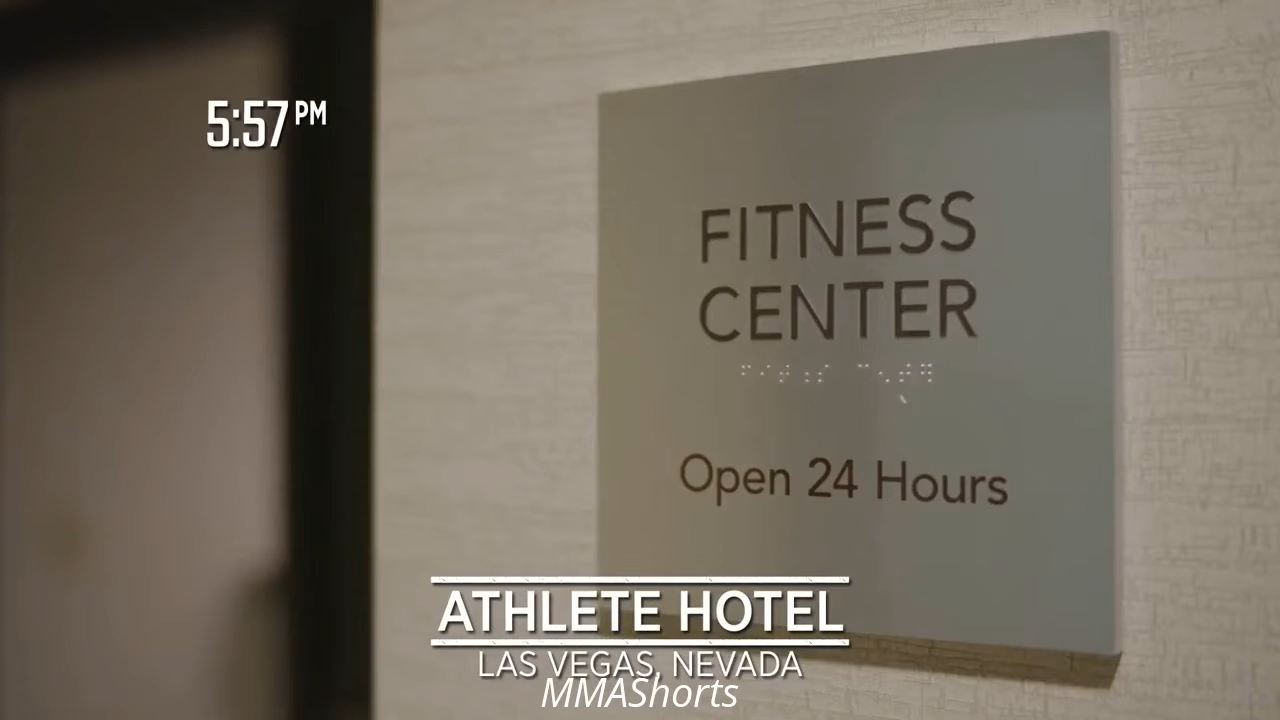 5:57 PM
FITNESS
CENTER
Open 24 Hours
ATHLETE HOTEL
LAS VEGAS, NEVADA
MMAShorts